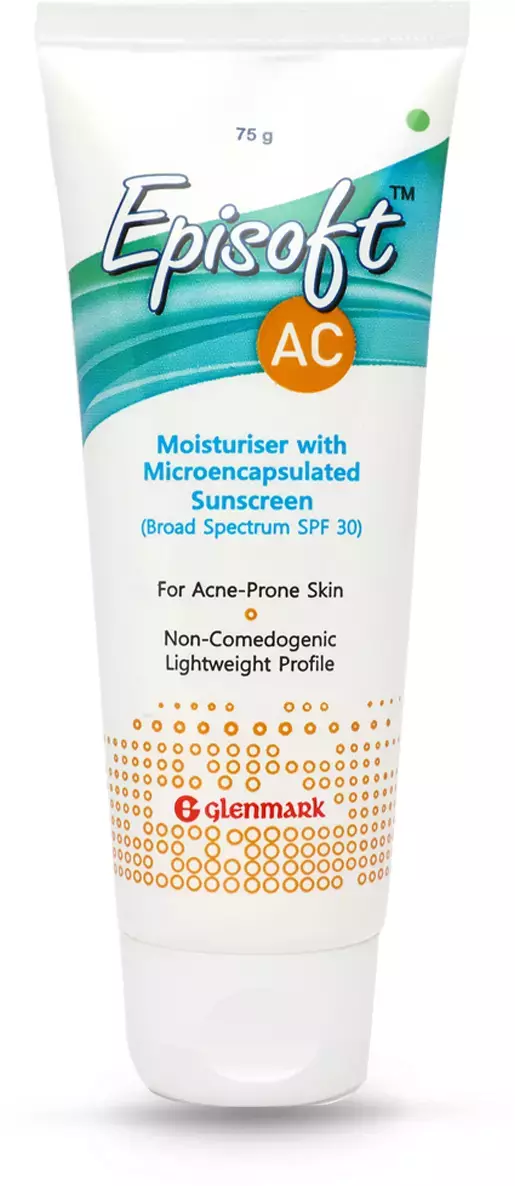 75 g
Episoft™
AC
Moisturiser with
Microencapsulated
Sunscreen
(Broad Spectrum SPF 30)
For Acne-Prone Skin
Non-Comedogenic
Lightweight Profile
G glenmark